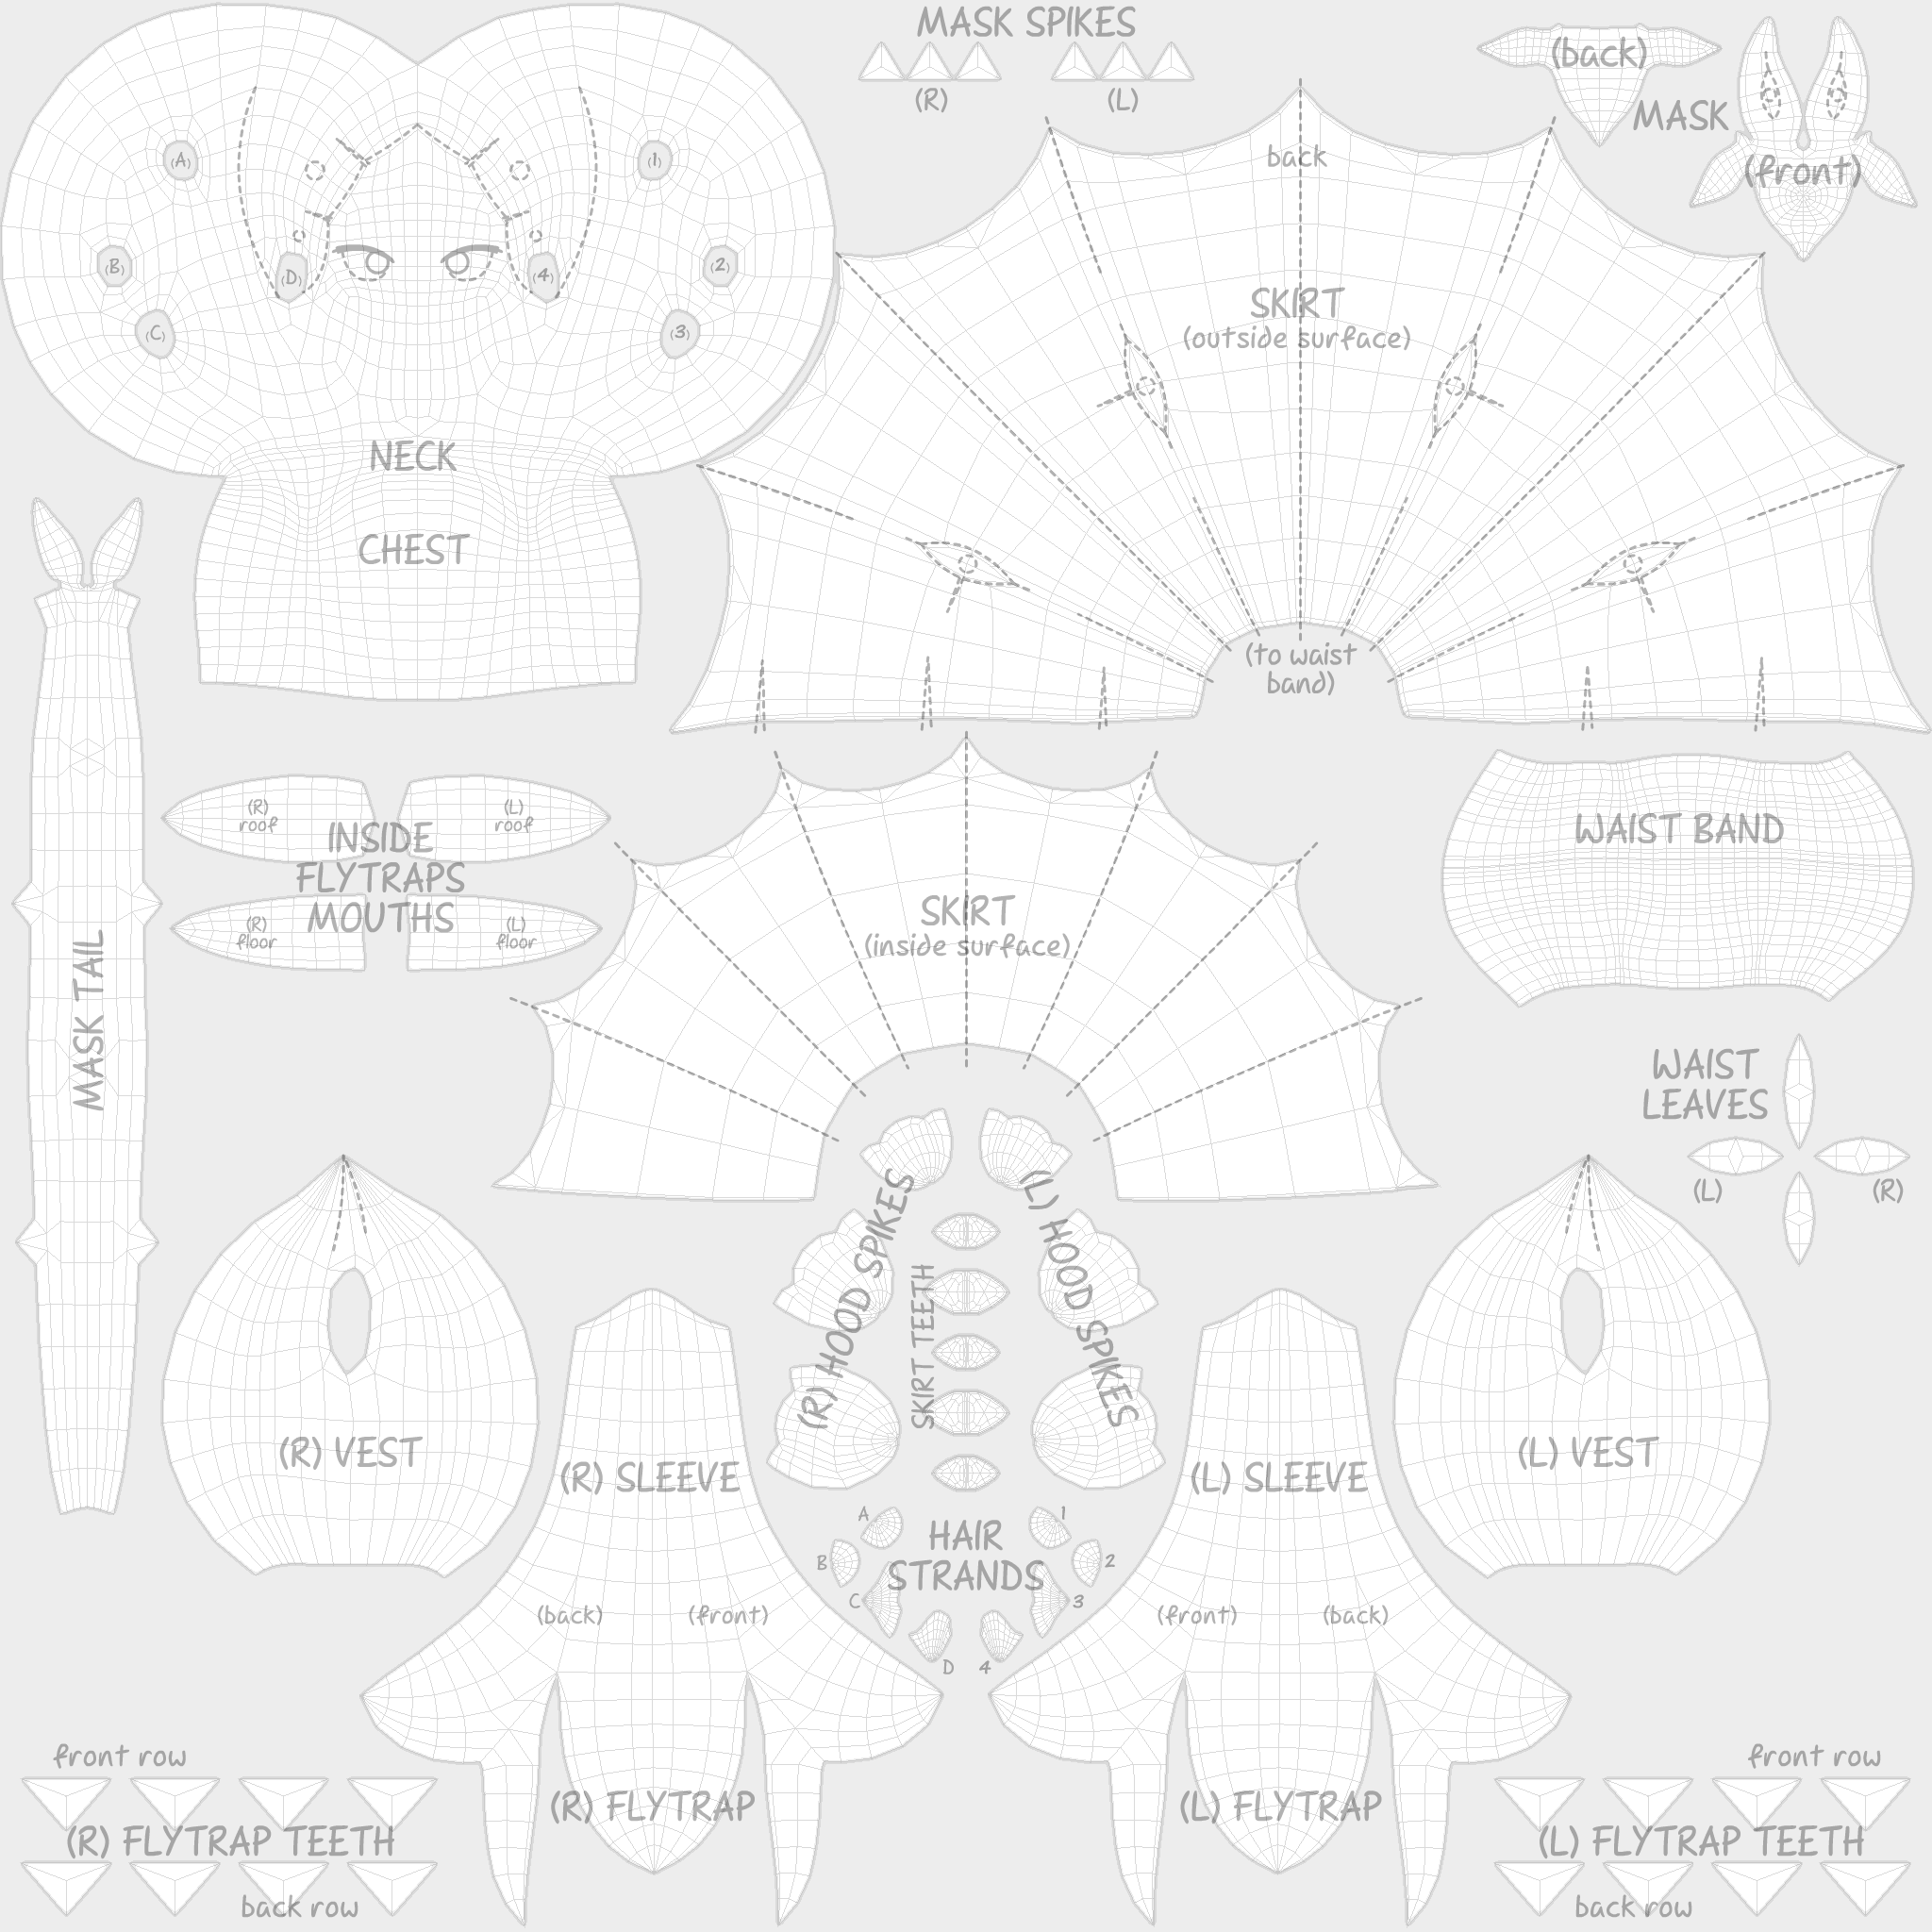 MASK SPIKES
(R)
(L)
(back)
MASK
(front)
back
(A)
(1)
(B)
(2)
(D)
(4)
(C)
(3)
SKIRT
(outside surface)
NECK
CHEST
(to waist
band)
(R)
roof
(L)
roof
INSIDE
FLYTRAPS
MOUTHS
(R)
floor
(L)
floor
WAIST BAND
SKIRT
(inside surface)
MASK TAIL
WAIST
LEAVES
(L)
(R)
(R) HOOD SPIKES
(L) HOOD SPIKES
SKIRT TEETH
(R) VEST
(L) VEST
(R) SLEEVE
(L) SLEEVE
HAIR
STRANDS
A
1
B
2
C
3
D
4
(back)
(front)
(front)
(back)
front row
(R) FLYTRAP TEETH
back row
(R) FLYTRAP
(L) FLYTRAP
front row
(L) FLYTRAP TEETH
back row